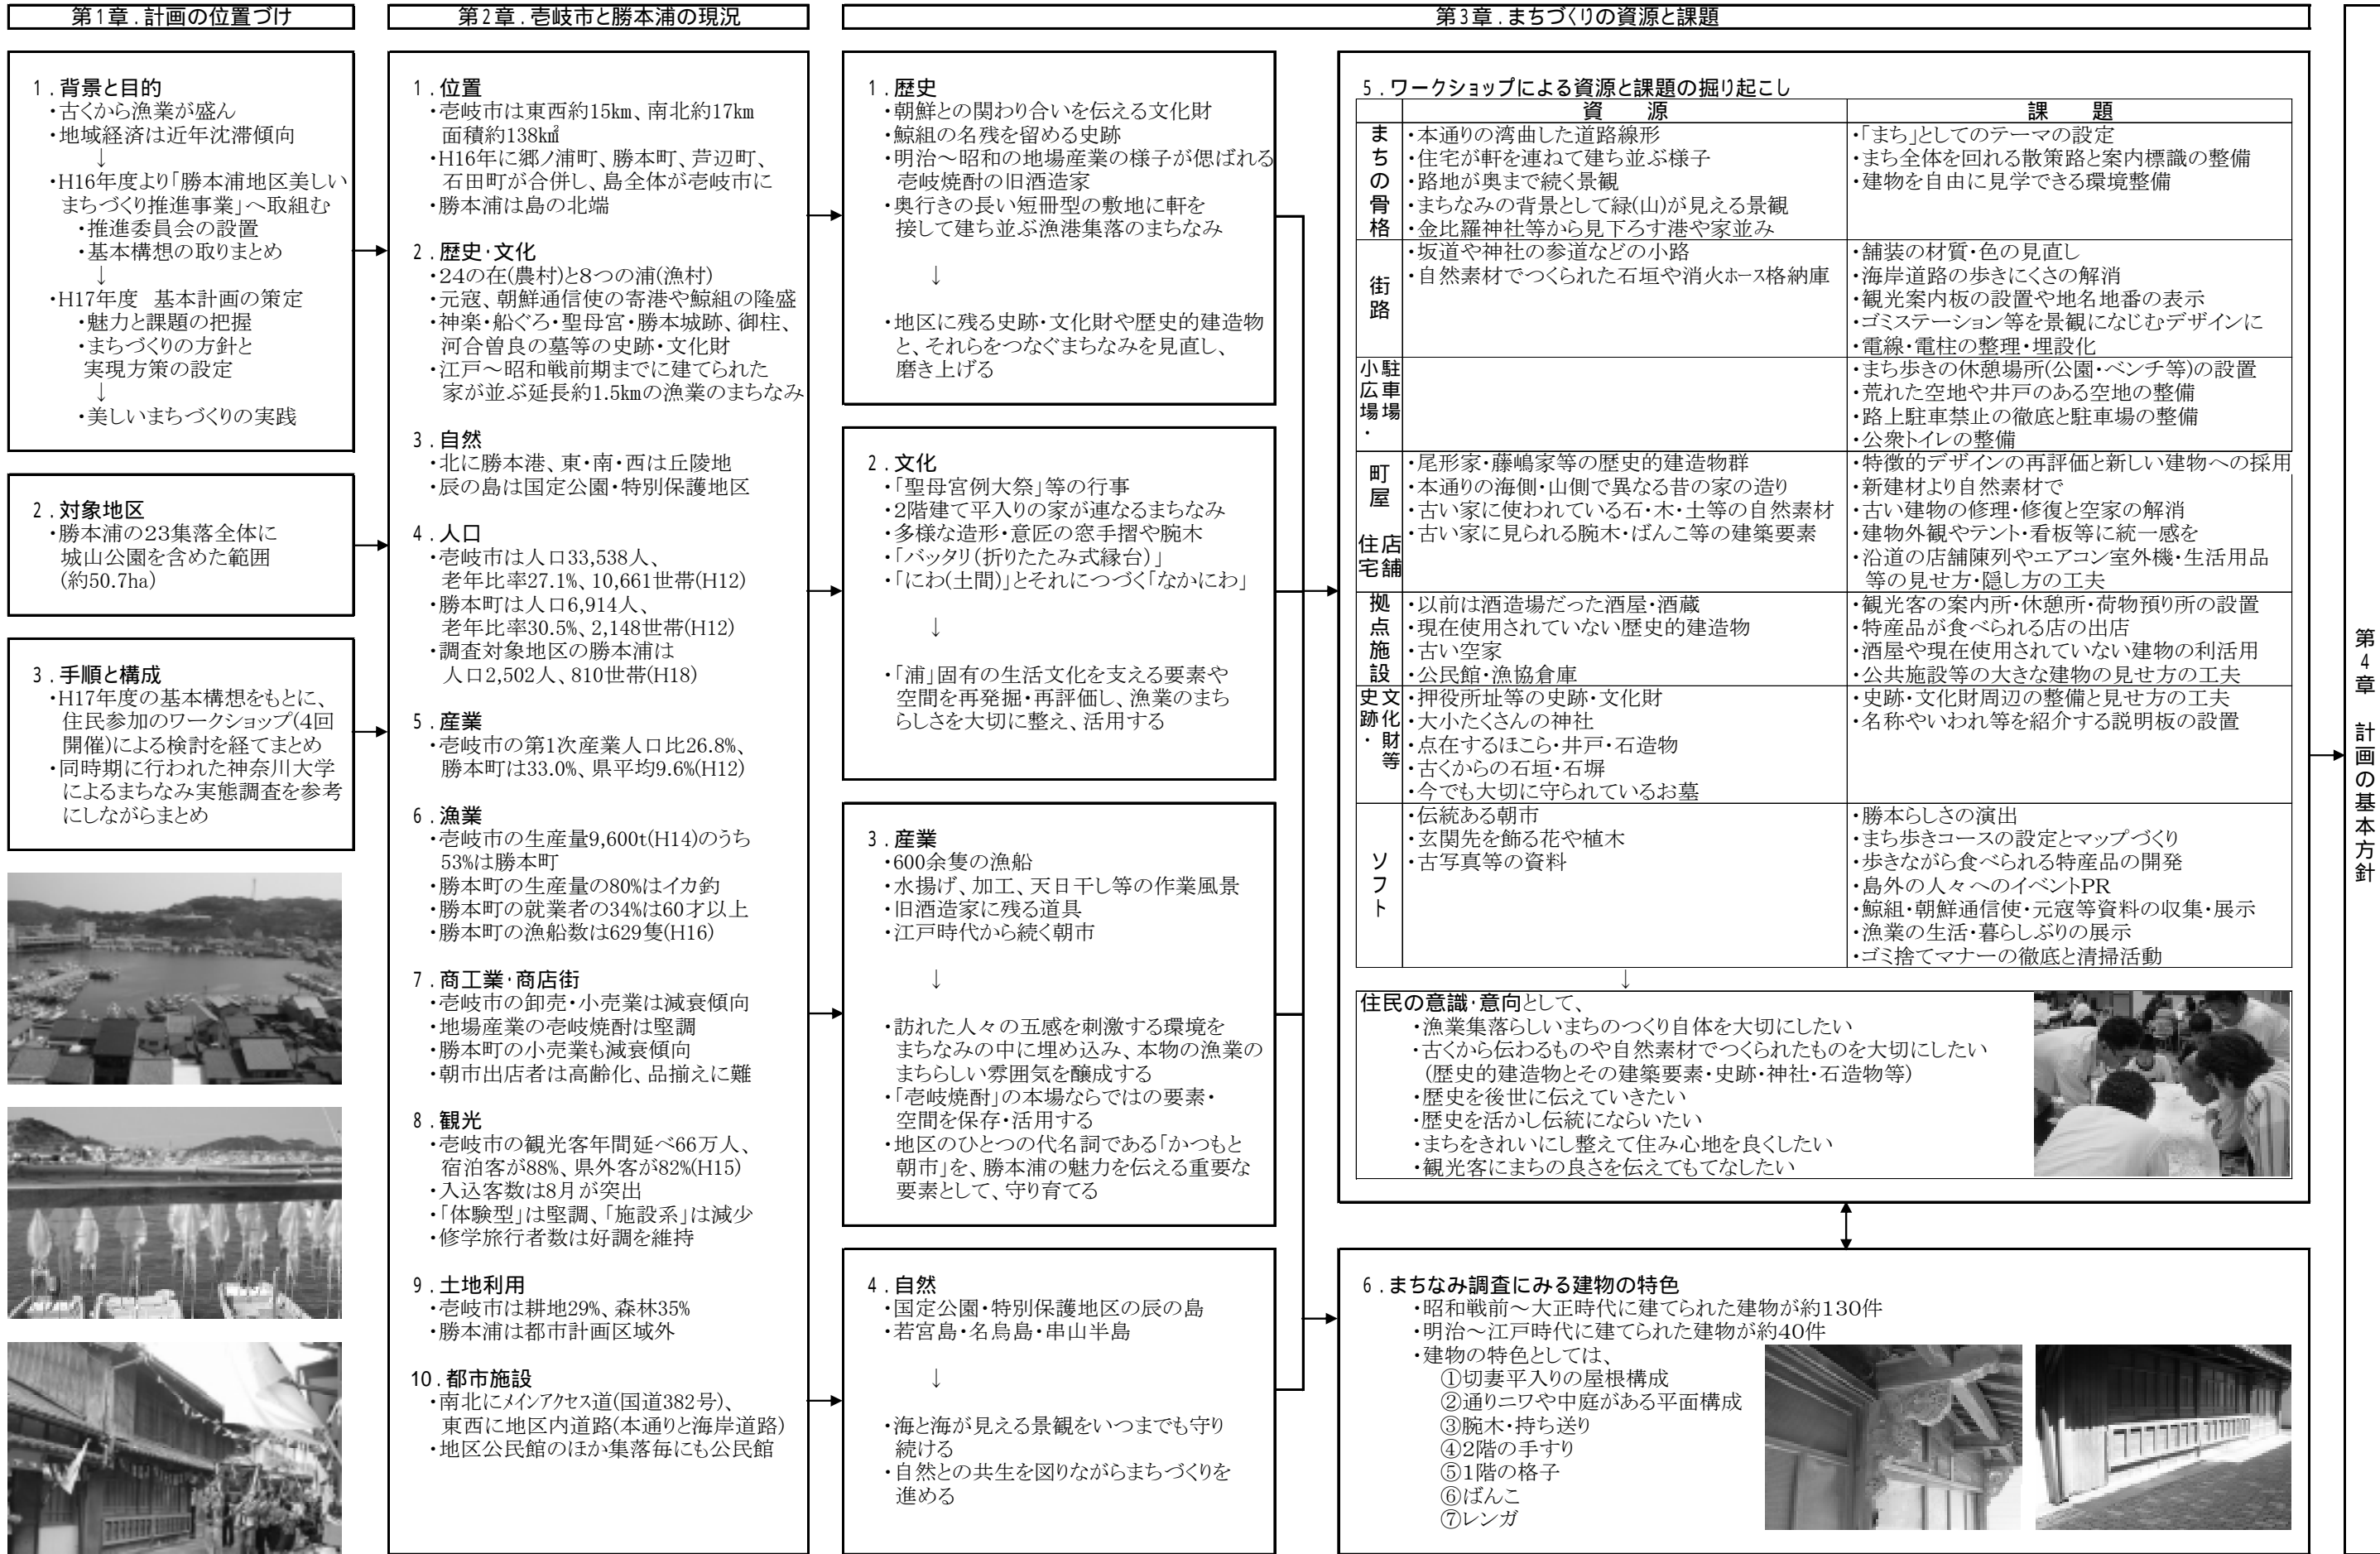 第1章.計画の位置づけ
1.背景と目的
・古くから漁業が盛ん
・地域経済は近年沈滞傾向
↓
・H16年度より「勝本浦地区美しい
まちづくり推進事業」へ取組む
・推進委員会の設置
・基本構想の取りまとめ
↓
・H17年度 基本計画の策定
・魅力と課題の把握
・まちづくりの方針と
実現方策の設定
↓
・美しいまちづくりの実践
2.対象地区
・勝本浦の23集落全体に
城山公園を含めた範囲
(約50.7ha)
3.手順と構成
・H17年度の基本構想をもとに、
住民参加のワークショップ(4回
開催)による検討を経てまとめ
・同時期に行われた神奈川大学
によるまちなみ実態調査を参考
にしながらまとめ
第2章.壱岐市と勝本浦の現況
1.位置
・壱岐市は東西約15㎞、南北約17㎞
面積約138㎢
・H16年に郷ノ浦町、勝本町、芦辺町、
石田町が合併し、島全体が壱岐市に
・勝本浦は島の北端
2.歴史・文化
・24の在(農村)と8つの浦(漁村)
・元寇、朝鮮通信使の寄港や鯨組の隆盛
・神楽・船ぐろ・聖母宮・勝本城跡、御柱、
河合曽良の墓等の史跡・文化財
・江戸～昭和戦前期までに建てられた
家が並ぶ延長約1.5kmの漁業のまちなみ
3.自然
・北に勝本港、東・南・西は丘陵地
・辰の島は国定公園・特別保護地区
4.人口
・壱岐市は人口33,538人、
老年比率27.1%、10,661世帯(H12)
・勝本町は人口6,914人、
老年比率30.5%、2,148世帯(H12)
・調査対象地区の勝本浦は
人口2,502人、810世帯(H18)
5.産業
・壱岐市の第1次産業人口比26.8%、
勝本町は33.0%、県平均9.6%(H12)
6.漁業
・壱岐市の生産量9,600t(H14)のうち
53%は勝本町
・勝本町の生産量の80%はイカ釣
・勝本町の就業者の34%は60才以上
・勝本町の漁船数は629隻(H16)
7.商工業・商店街
・壱岐市の卸売・小売業は減衰傾向
・地場産業の壱岐焼酎は堅調
・勝本町の小売業も減衰傾向
・朝市出店者は高齢化、品揃えに難
8.観光
・壱岐市の観光客年間延べ66万人、
宿泊客が88%、県外客が82%(H15)
・入込客数は8月が突出
・「体験型」は堅調、「施設系」は減少
・修学旅行者数は好調を維持
9.土地利用
・壱岐市は耕地29%、森林35%
・勝本浦は都市計画区域外
10.都市施設
・南北にメインアクセス道(国道382号)、
東西に地区内道路(本通りと海岸道路)
・地区公民館のほか集落毎にも公民館
第3章.まちづくりの資源と課題
1.歴史
・朝鮮との関わり合いを伝える文化財
・鯨組の名残を留める史跡
・明治～昭和の地場産業の様子が偲ばれる
壱岐焼酎の旧酒造家
・奥行きの長い短冊型の敷地に軒を
接して建ち並ぶ漁港集落のまちなみ
↓
・地区に残る史跡・文化財や歴史的建造物
と、それらをつなぐまちなみを見直し、
磨き上げる
2.文化
・「聖母宮例大祭」等の行事
・2階建て平入りの家が連なるまちなみ
・多様な造形・意匠の窓手摺や腕木
・「バッタリ(折りたたみ式縁台)」
・「にわ(土間)」とそれにつづく「なかにわ」
↓
・「浦」固有の生活文化を支える要素や
空間を再発掘・再評価し、漁業のまち
らしさを大切に整え、活用する
3.産業
・600余隻の漁船
・水揚げ、加工、天日干し等の作業風景
・旧酒造家に残る道具
・江戸時代から続く朝市
↓
・訪れた人々の五感を刺激する環境を
まちなみの中に埋め込み、本物の漁業の
まちらしい雰囲気を醸成する
・「壱岐焼酎」の本場ならではの要素・
空間を保存・活用する
・地区のひとつの代名詞である「かつもと
朝市」を、勝本浦の魅力を伝える重要な
要素として、守り育てる
4.自然
・国定公園・特別保護地区の辰の島
・若宮島・名烏島・串山半島
↓
・海と海が見える景観をいつまでも守り
続ける
・自然との共生を図りながらまちづくりを
進める
5.ワークショップによる資源と課題の掘り起こし
資 源
課 題
まちの骨格
・本通りの湾曲した道路線形
・住宅が軒を連ねて建ち並ぶ様子
・路地が奥まで続く景観
・まちなみの背景として緑(山)が見える景観
・金比羅神社等から見下ろす港や家並み
・「まち」としてのテーマの設定
・まち全体を回れる散策路と案内標識の整備
・建物を自由に見学できる環境整備
街路
・坂道や神社の参道などの小路
・自然素材でつくられた石垣や消火ホース格納庫
・舗装の材質・色の見直し
・海岸道路の歩きにくさの解消
・観光案内板の設置や地名地番の表示
・ゴミステーション等を景観になじむデザインに
・電線・電柱の整理・埋設化
小広場・
駐車場
・まち歩きの休憩場所(公園・ベンチ等)の設置
・荒れた空地や井戸のある空地の整備
・路上駐車禁止の徹底と駐車場の整備
・公衆トイレの整備
町屋
住宅
店舗
・尾形家・藤嶋家等の歴史的建造物群
・本通りの海側・山側で異なる昔の家の造り
・古い家に使われている石・木・土等の自然素材
・古い家に見られる腕木・ばんこ等の建築要素
・特徴的デザインの再評価と新しい建物への採用
・新建材より自然素材で
・古い建物の修理・修復と空家の解消
・建物外観やテント・看板等に統一感を
・沿道の店舗陳列やエアコン室外機・生活用品
等の見せ方・隠し方の工夫
拠点施設
・以前は酒造場だった酒屋・酒蔵
・現在使用されていない歴史的建造物
・古い空家
・公民館・漁協倉庫
・観光客の案内所・休憩所・荷物預り所の設置
・特産品が食べられる店の出店
・酒屋や現在使用されていない建物の利活用
・公共施設等の大きな建物の見せ方の工夫
史跡・
文化財等
・押役所址等の史跡・文化財
・大小たくさんの神社
・点在するほこら・井戸・石造物
・古くからの石垣・石塀
・今でも大切に守られているお墓
・史跡・文化財周辺の整備と見せ方の工夫
・名称やいわれ等を紹介する説明板の設置
ソフト
・伝統ある朝市
・玄関先を飾る花や植木
・古写真等の資料
・勝本らしさの演出
・まち歩きコースの設定とマップづくり
・歩きながら食べられる特産品の開発
・島外の人々へのイベントPR
・鯨組・朝鮮通信使・元寇等資料の収集・展示
・漁業の生活・暮らしぶりの展示
・ゴミ捨てマナーの徹底と清掃活動
↓
住民の意識・意向として、
・漁業集落らしいまちのつくり自体を大切にしたい
・古くから伝わるものや自然素材でつくられたものを大切にしたい
(歴史的建造物とその建築要素・史跡・神社・石造物等)
・歴史を後世に伝えていきたい
・歴史を活かし伝統にならいたい
・まちをきれいにし整えて住み心地を良くしたい
・観光客にまちの良さを伝えてもてなしたい
6.まちなみ調査にみる建物の特色
・昭和戦前～大正時代に建てられた建物が約130件
・明治～江戸時代に建てられた建物が約40件
・建物の特色としては、
①切妻平入りの屋根構成
②通りニワや中庭がある平面構成
③腕木・持ち送り
④2階の手すり
⑤1階の格子
⑥ばんこ
⑦レンガ
第4章 計画の基本方針